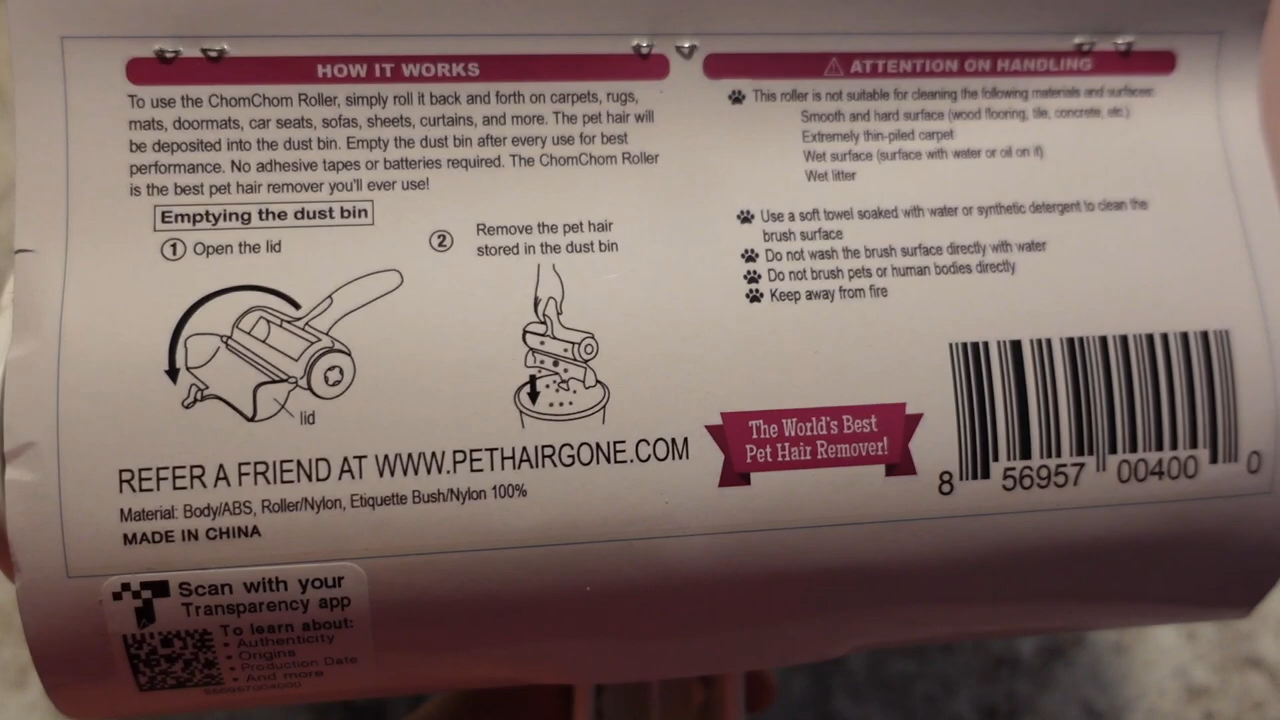 HOW IT WORKS
To use the ChomChom Roller, simply roll it back and forth on carpets, rugs,
mats, doormats, car seats, sofas, sheets, curtains, and more. The pet hair will
be deposited into the dust bin. Empty the dust bin after every use for best
performance. No adhesive tapes or batteries required. The ChomChom Roller
is the best pet hair remover you'll ever use!
Emptying the dust bin
1 Open the lid
2 Remove the pet hair
stored in the dust bin
lid
REFER A FRIEND AT WWW.PETHAIRGONE.COM
Material: Body/ABS, Roller/Nylon, Etiquette Bush/Nylon 100%
MADE IN CHINA
Scan with your
Transparency app
To learn about:
• Authenticity
• Origins
• Production Date
• And more
856957004000
⚠ ATTENTION ON HANDLING
This roller is not suitable for cleaning the following materials and surfaces:
Smooth and hard surface (wood flooring, tile, concrete, etc.)
Extremely thin-piled carpet
Wet surface (surface with water or oil on it)
Wet litter
Use a soft towel soaked with water or synthetic detergent to clean the
brush surface
Do not wash the brush surface directly with water
Do not brush pets or human bodies directly
Keep away from fire
The World's Best
Pet Hair Remover!
8 56957 00400 0